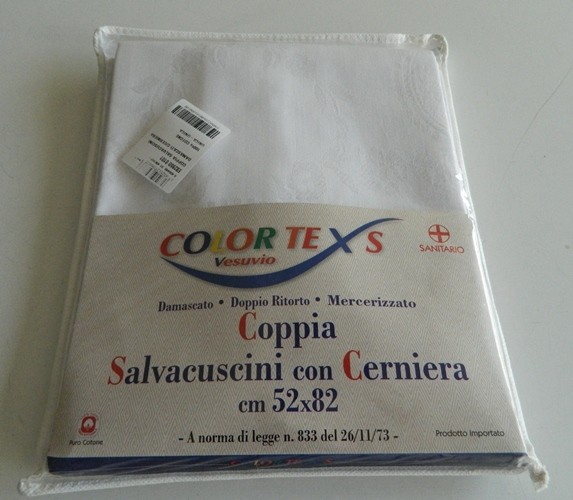 COLOR TEX S
Vesuvio
SANITARIO
Damascato • Doppio Ritorto • Mercerizzato
Coppia
Salvacuscini con Cerniera
cm 52x82
Puro Cotone
- A norma di legge n. 833 del 26/11/73 -
Prodotto Importato